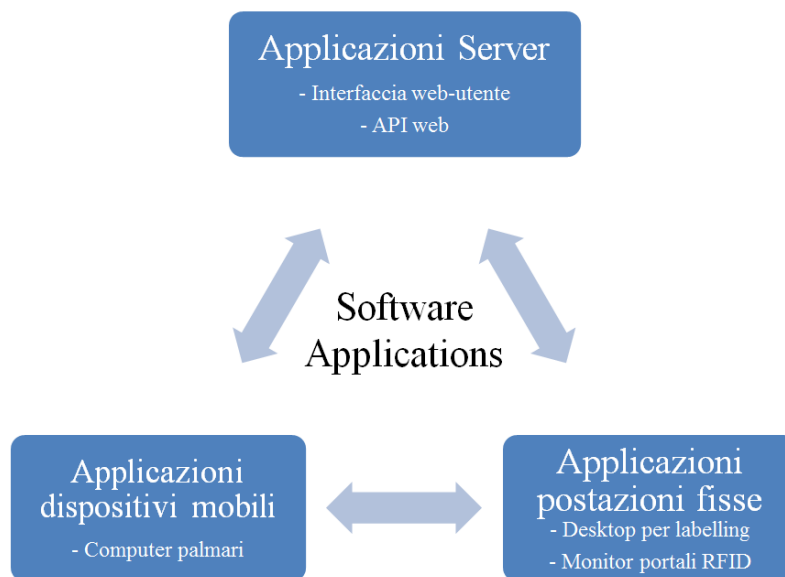 Applicazioni Server
- Interfaccia web-utente
- API web
Software
Applications
Applicazioni
dispositivi mobili
- Computer palmari
Applicazioni
postazioni fisse
- Desktop per labelling
- Monitor portali RFID